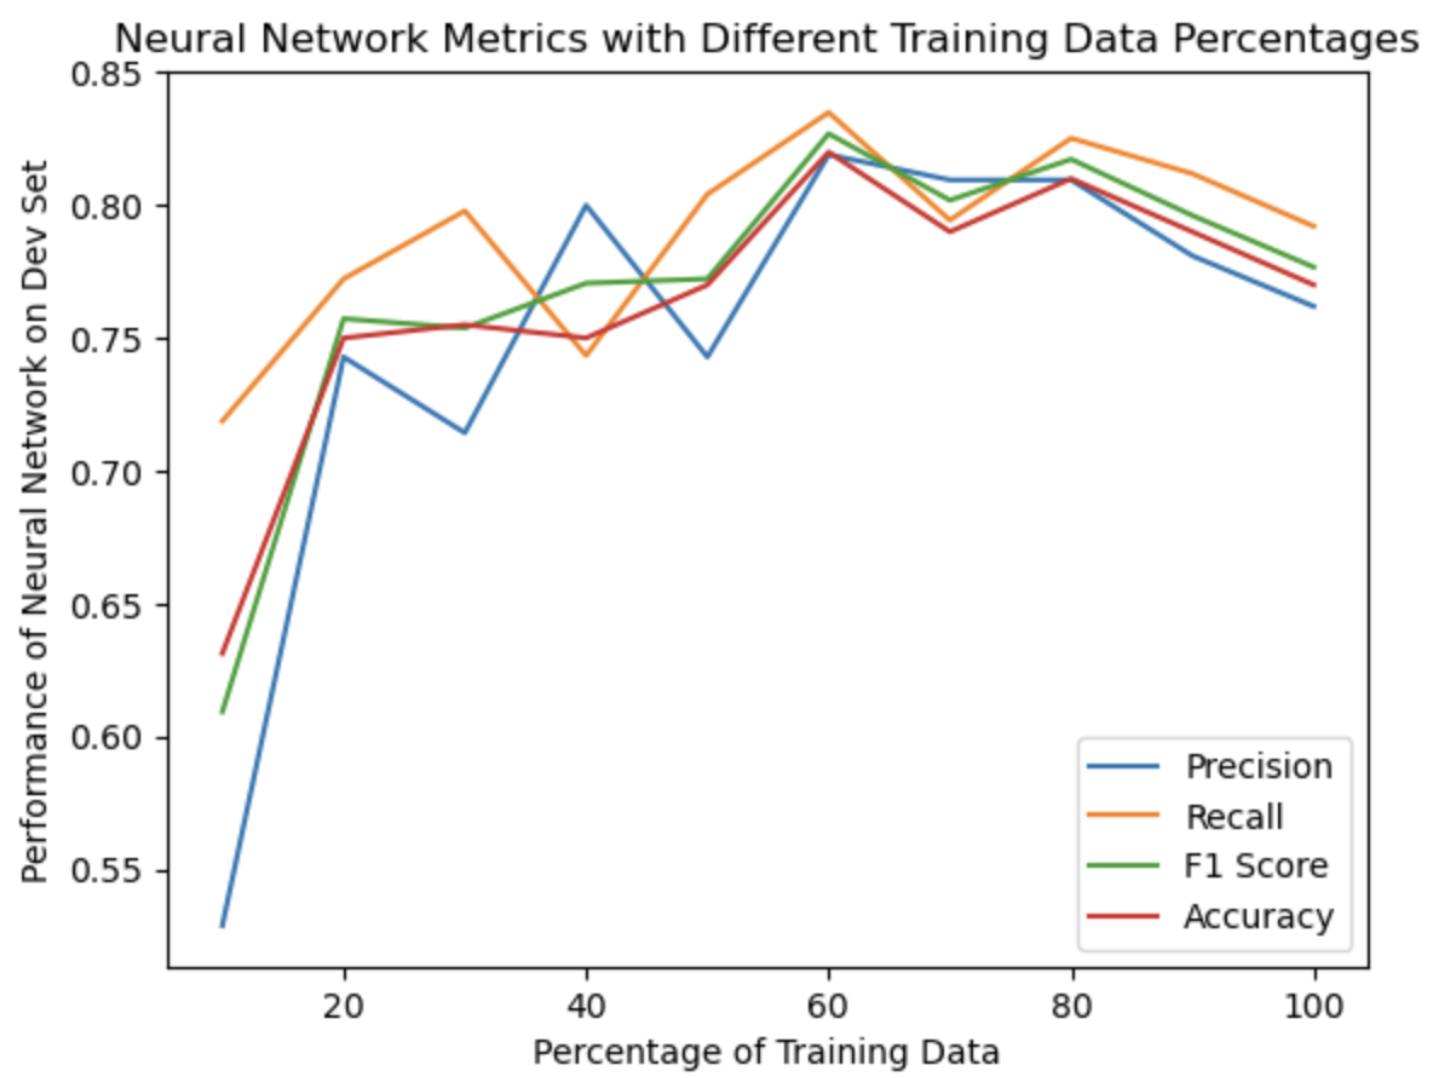 Neural Network Metrics with Different Training Data Percentages
0.85
0.80
0.75
0.70
0.65
0.60
0.55
Performance of Neural Network on Dev Set
Precision
Recall
F1 Score
Accuracy
20 40 60 80 100
Percentage of Training Data